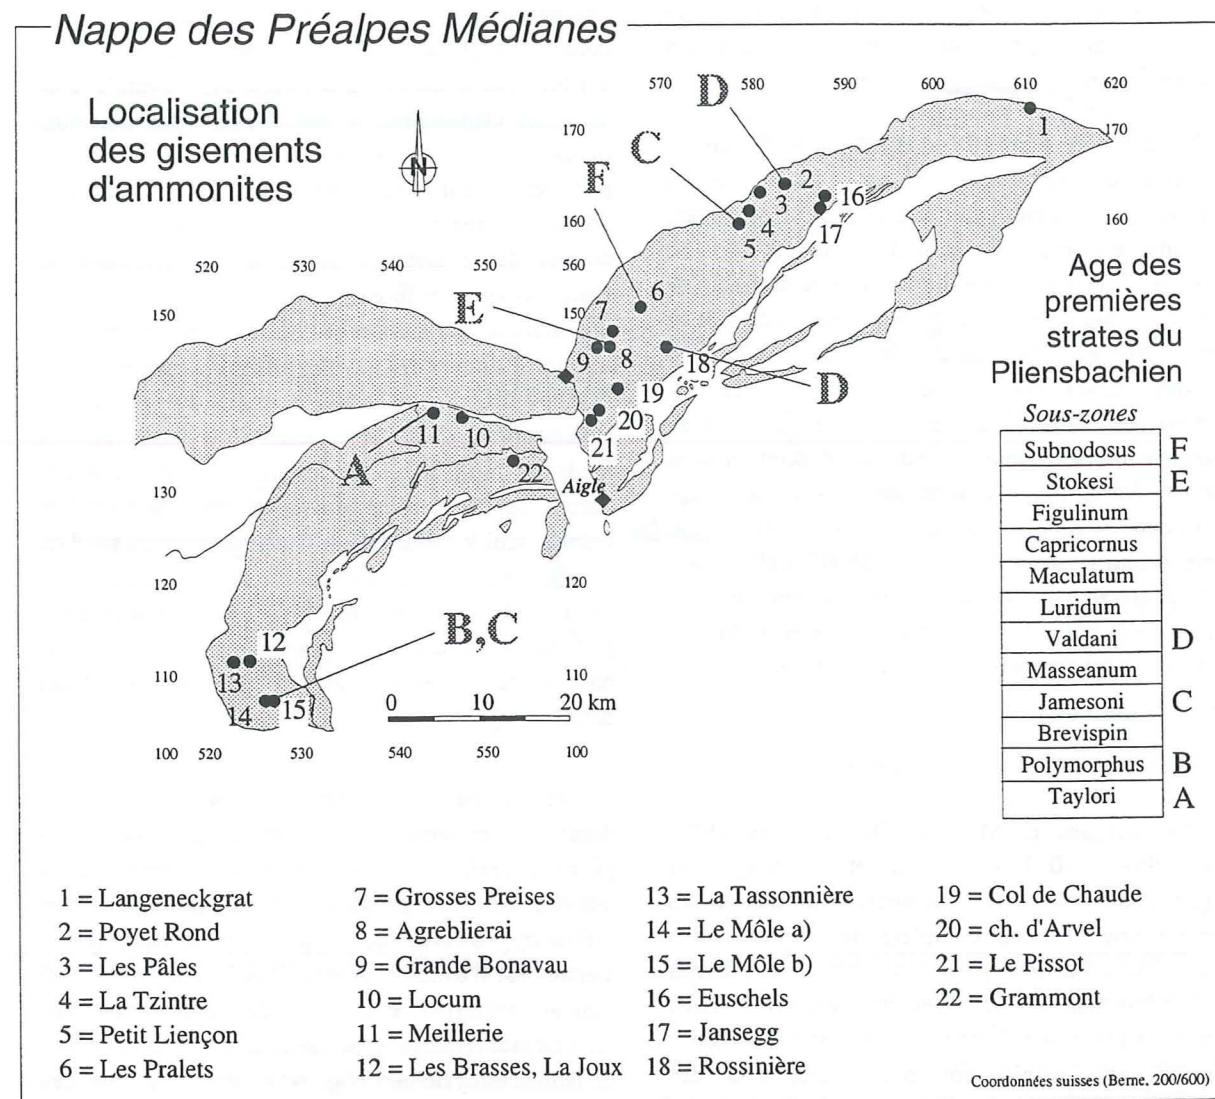 Nappe des Préalpes Médianes
Localisation
des gisements
d'ammonites
N
570 580 590 600 610 620
170
170
160
160
520 530 540 550 560
150
150
130
120
120
110
110
100 520 530 540 550 100
D
C
F
E
D
A
B,C
1
2
3
4
5
16
17
6
7
8
9
18
19
20
21
11
10
22
Aigle
12
13
14
15
0 10 20 km
Age des
premières
strates du
Pliensbachien
Sous-zones
Subnodosus F
Stokesi E
Figulinum
Capricornus
Maculatum
Luridum
Valdani D
Masseanum
Jamesoni C
Brevispin
Polymorphus B
Taylori A
1 = Langeneckgrat
2 = Poyet Rond
3 = Les Pâles
4 = La Tzintre
5 = Petit Liençon
6 = Les Pralets
7 = Grosses Preises
8 = Agreblierai
9 = Grande Bonavau
10 = Locum
11 = Meillerie
12 = Les Brasses, La Joux
13 = La Tassonnière
14 = Le Môle a)
15 = Le Môle b)
16 = Euschels
17 = Jansegg
18 = Rossinière
19 = Col de Chaude
20 = ch. d'Arvel
21 = Le Pissot
22 = Grammont
Coordonnées suisses (Berne, 200/600)